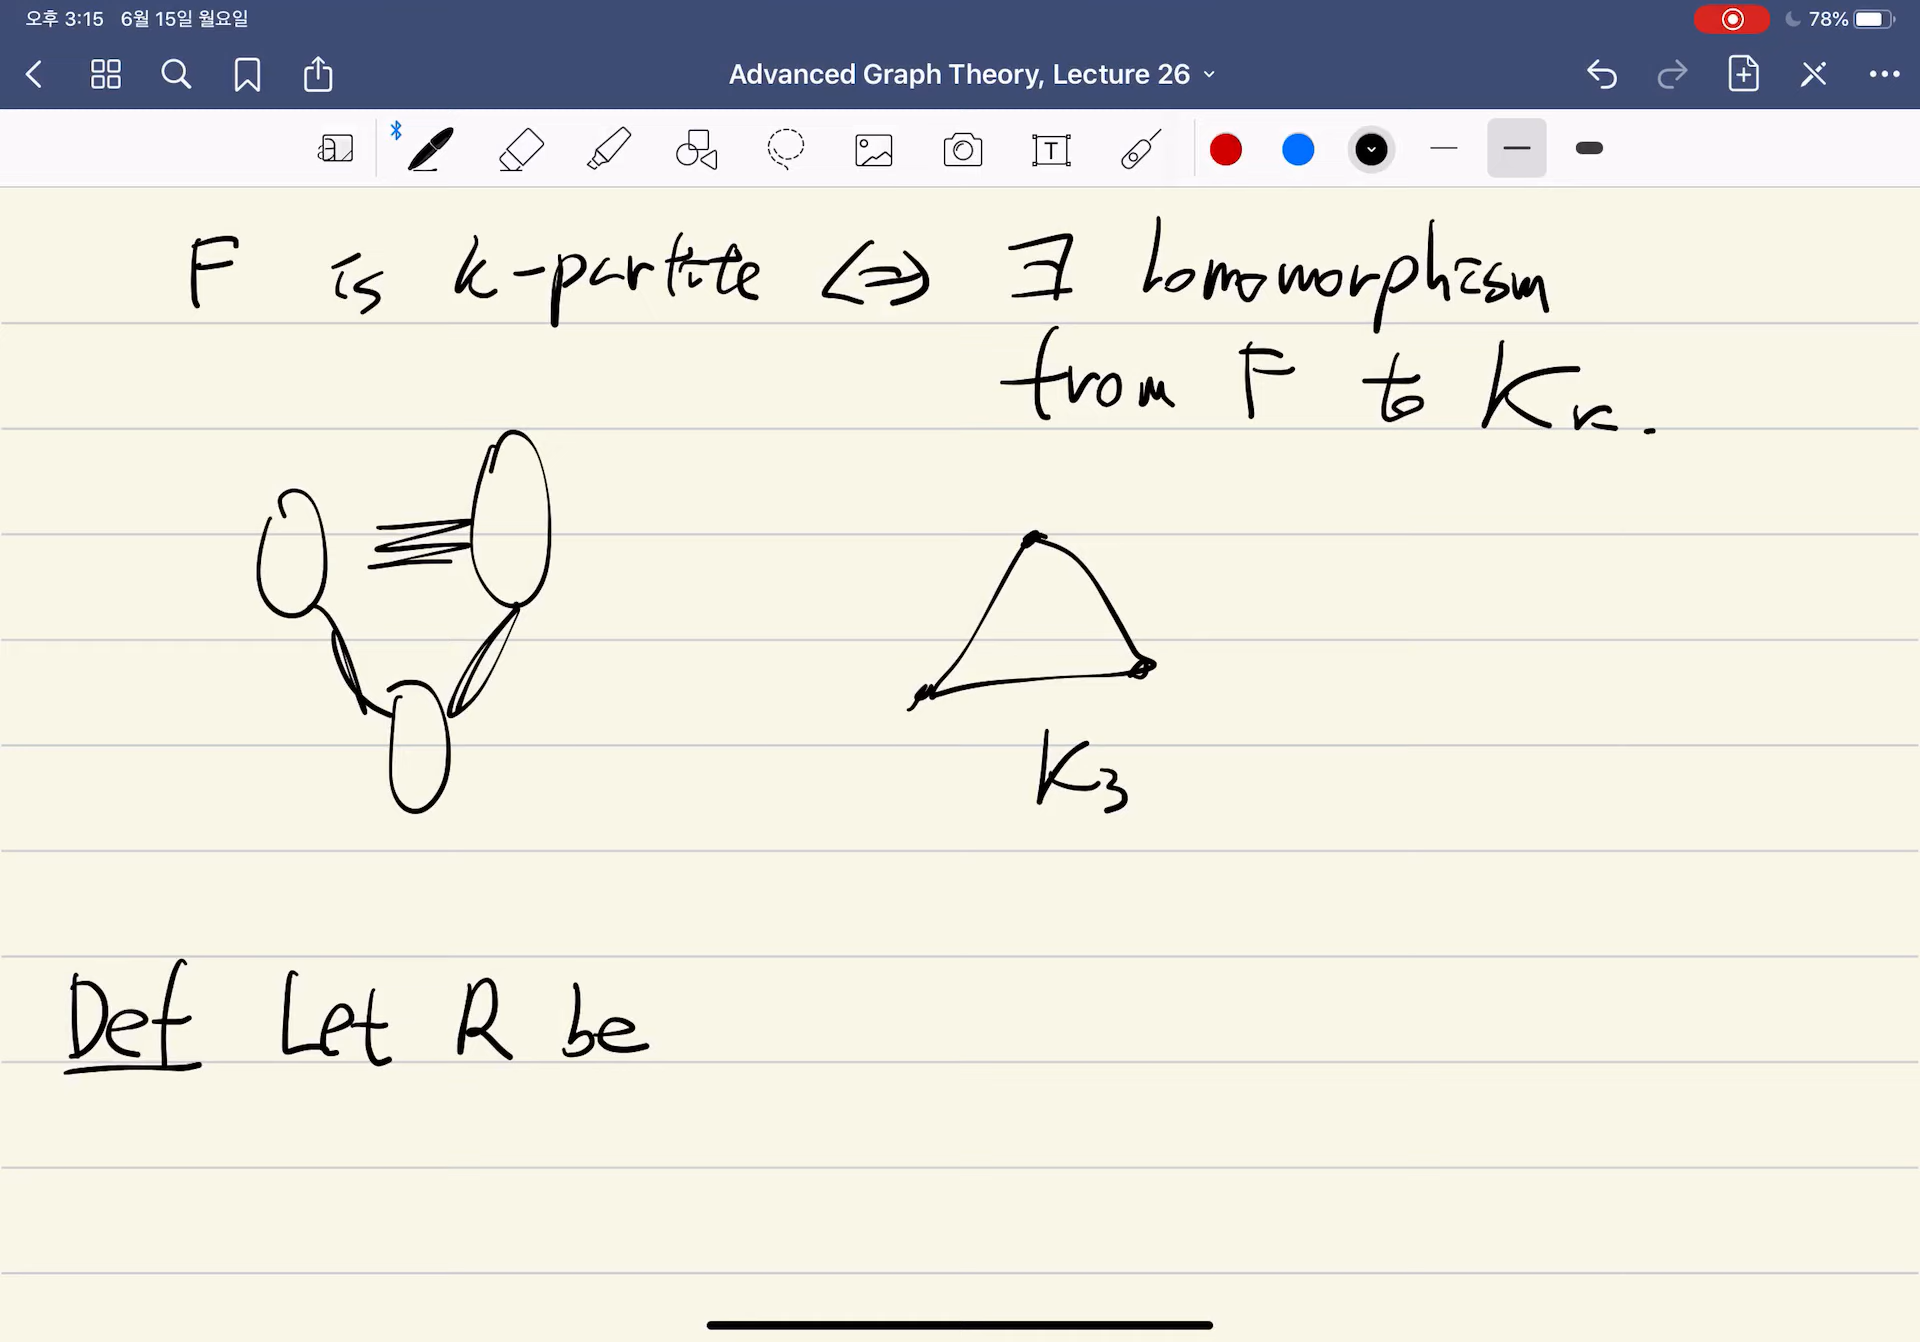 오후 3:15 6월 15일 월요일
78%
Advanced Graph Theory, Lecture 26
F is k-partite <=> ∃ homomorphism
from F to Kk.
K3
Def Let R be